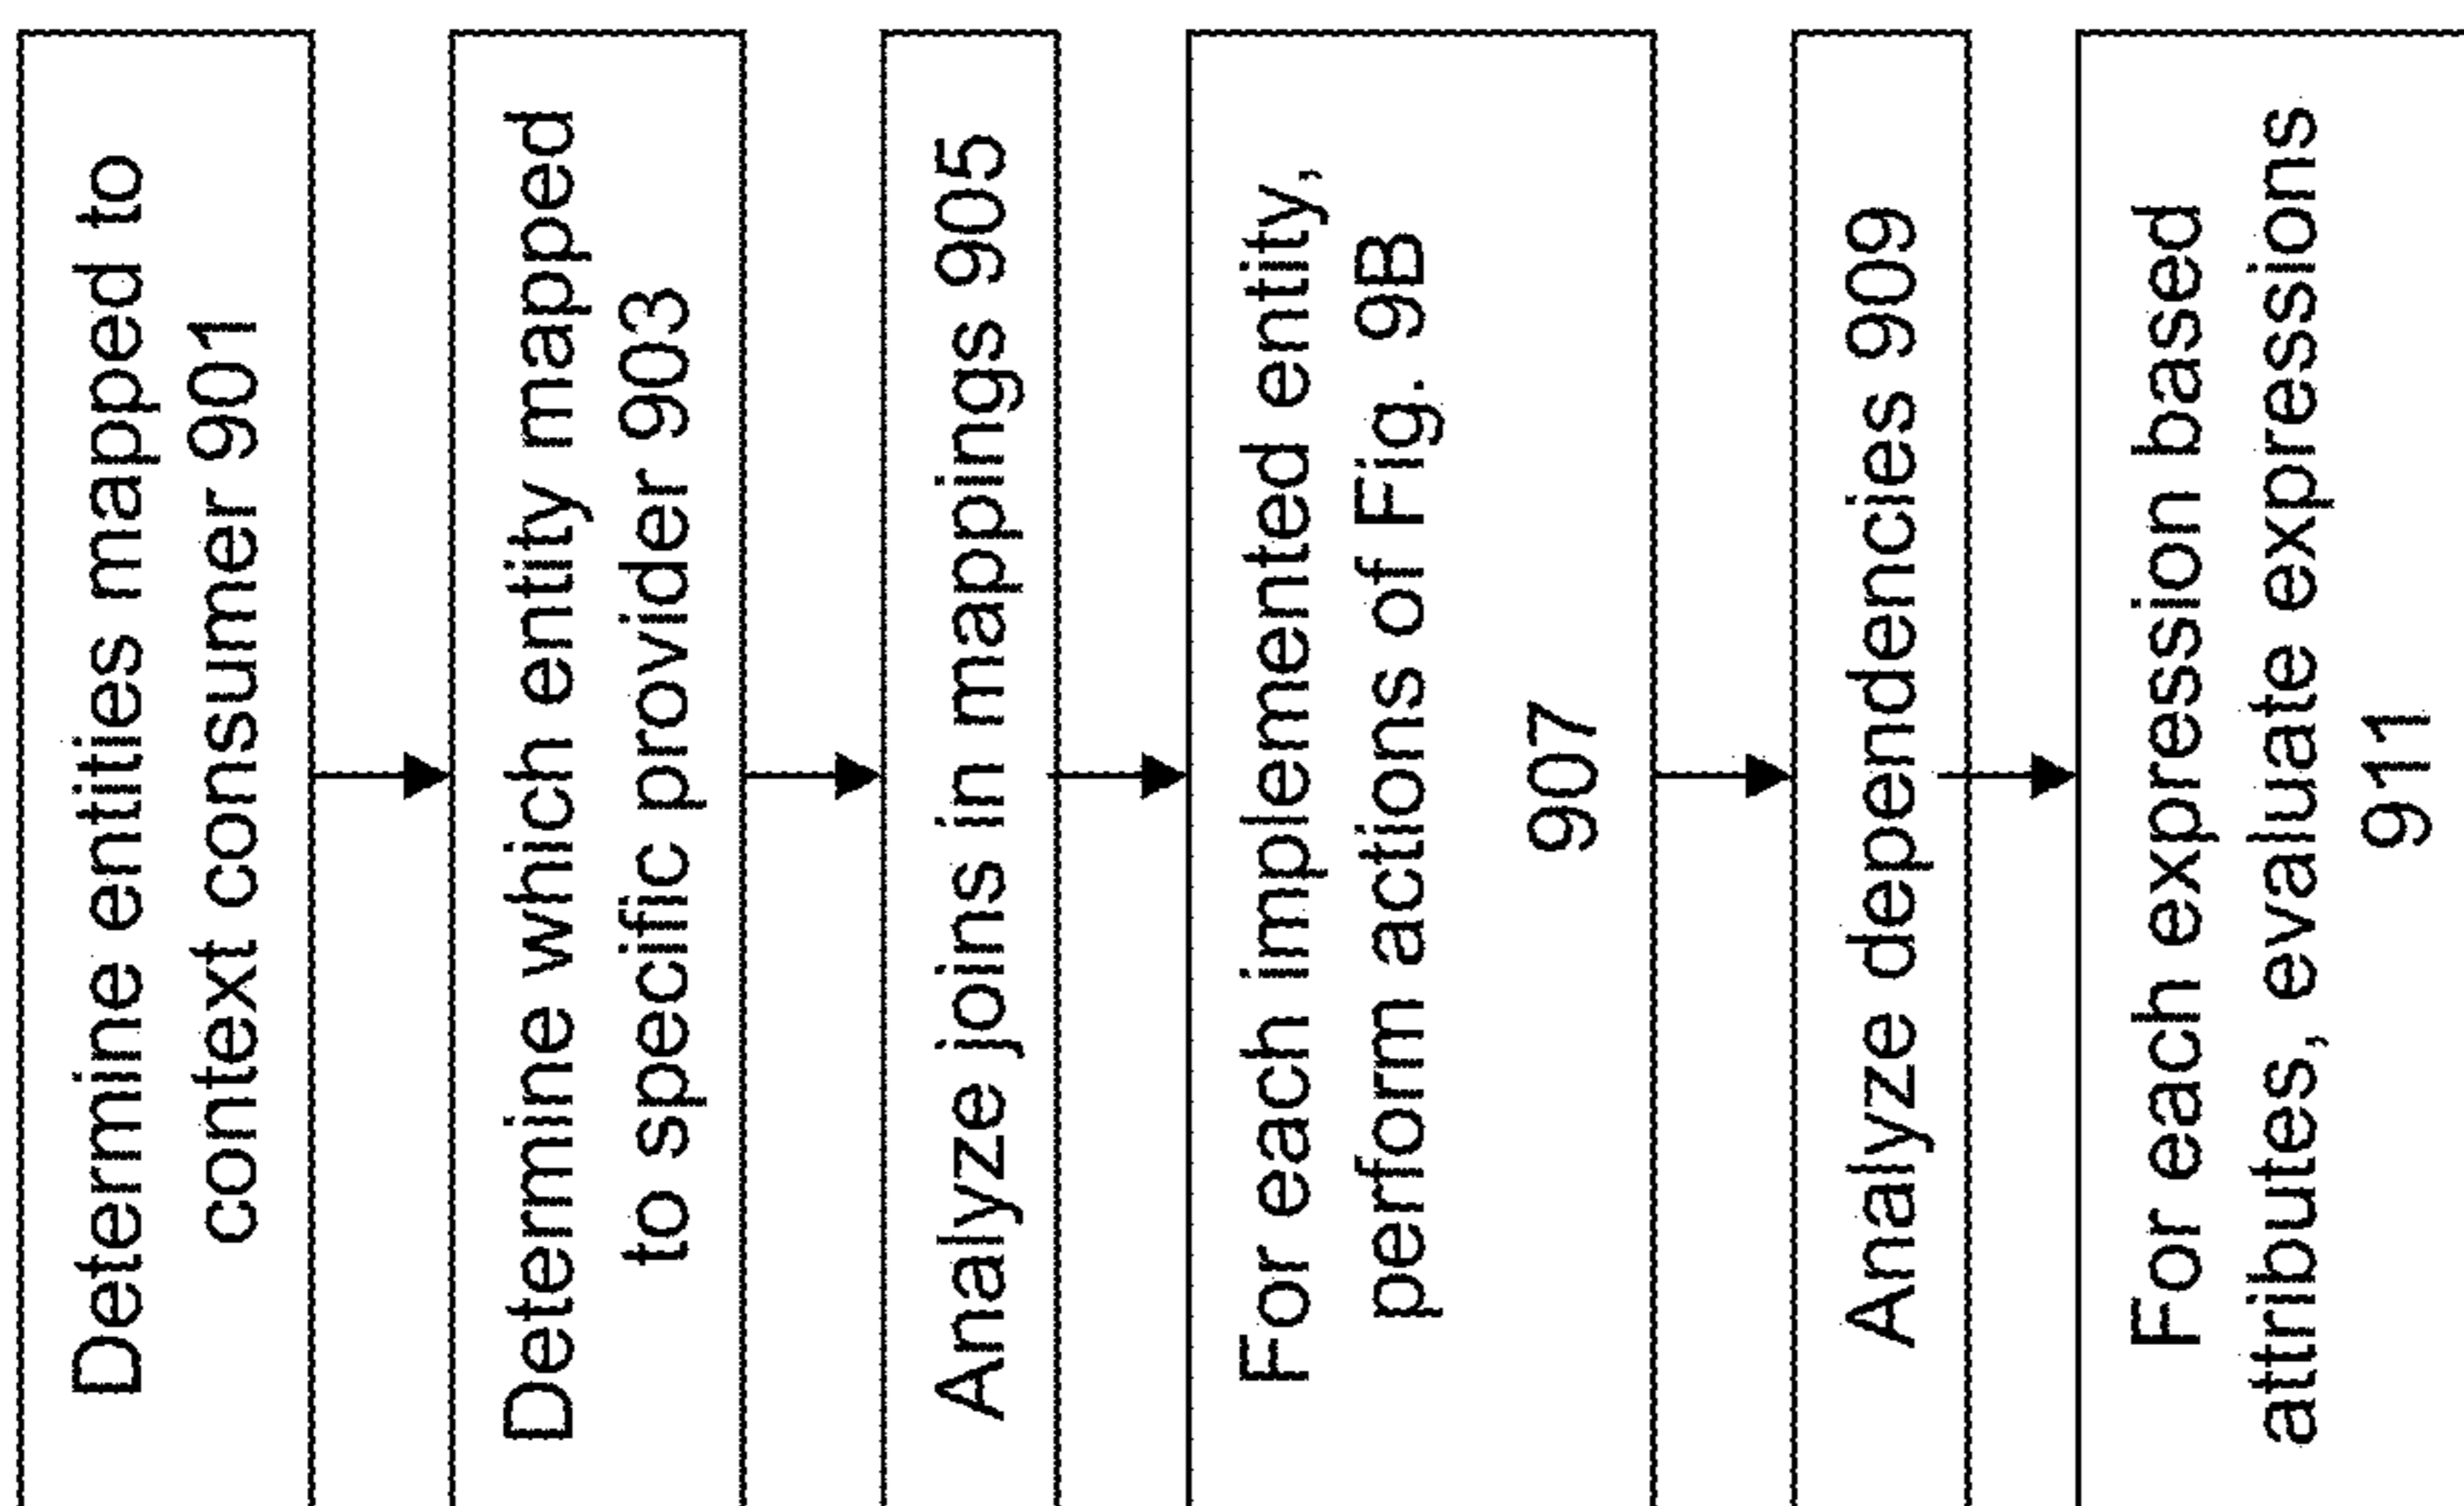 Determine entities mapped to
context consumer 901
Determine which entity mapped
to specific provider 903
Analyze joins in mappings 905
For each implemented entity,
perform actions of Fig. 9B
907
Analyze dependencies 909
For each expression based
attributes, evaluate expressions
911